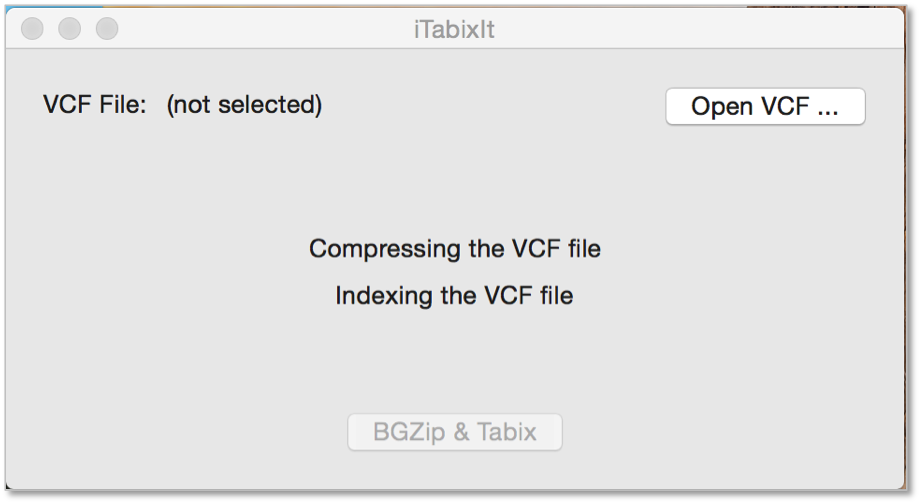 iTabixIt
VCF File: (not selected)
Open VCF ...
Compressing the VCF file
Indexing the VCF file
BGZip & Tabix